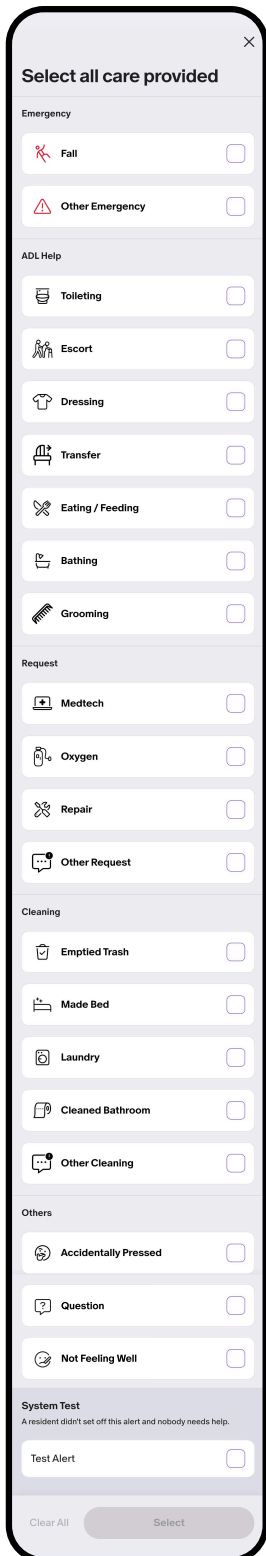 Select all care provided
Emergency
Fall
Other Emergency
ADL Help
Toileting
Escort
Dressing
Transfer
Eating / Feeding
Bathing
Grooming
Request
Medtech
Oxygen
Repair
Other Request
Cleaning
Emptied Trash
Made Bed
Laundry
Cleaned Bathroom
Other Cleaning
Others
Accidentally Pressed
Question
Not Feeling Well
System Test
A resident didn't set off this alert and nobody needs help.
Test Alert
Clear All Select